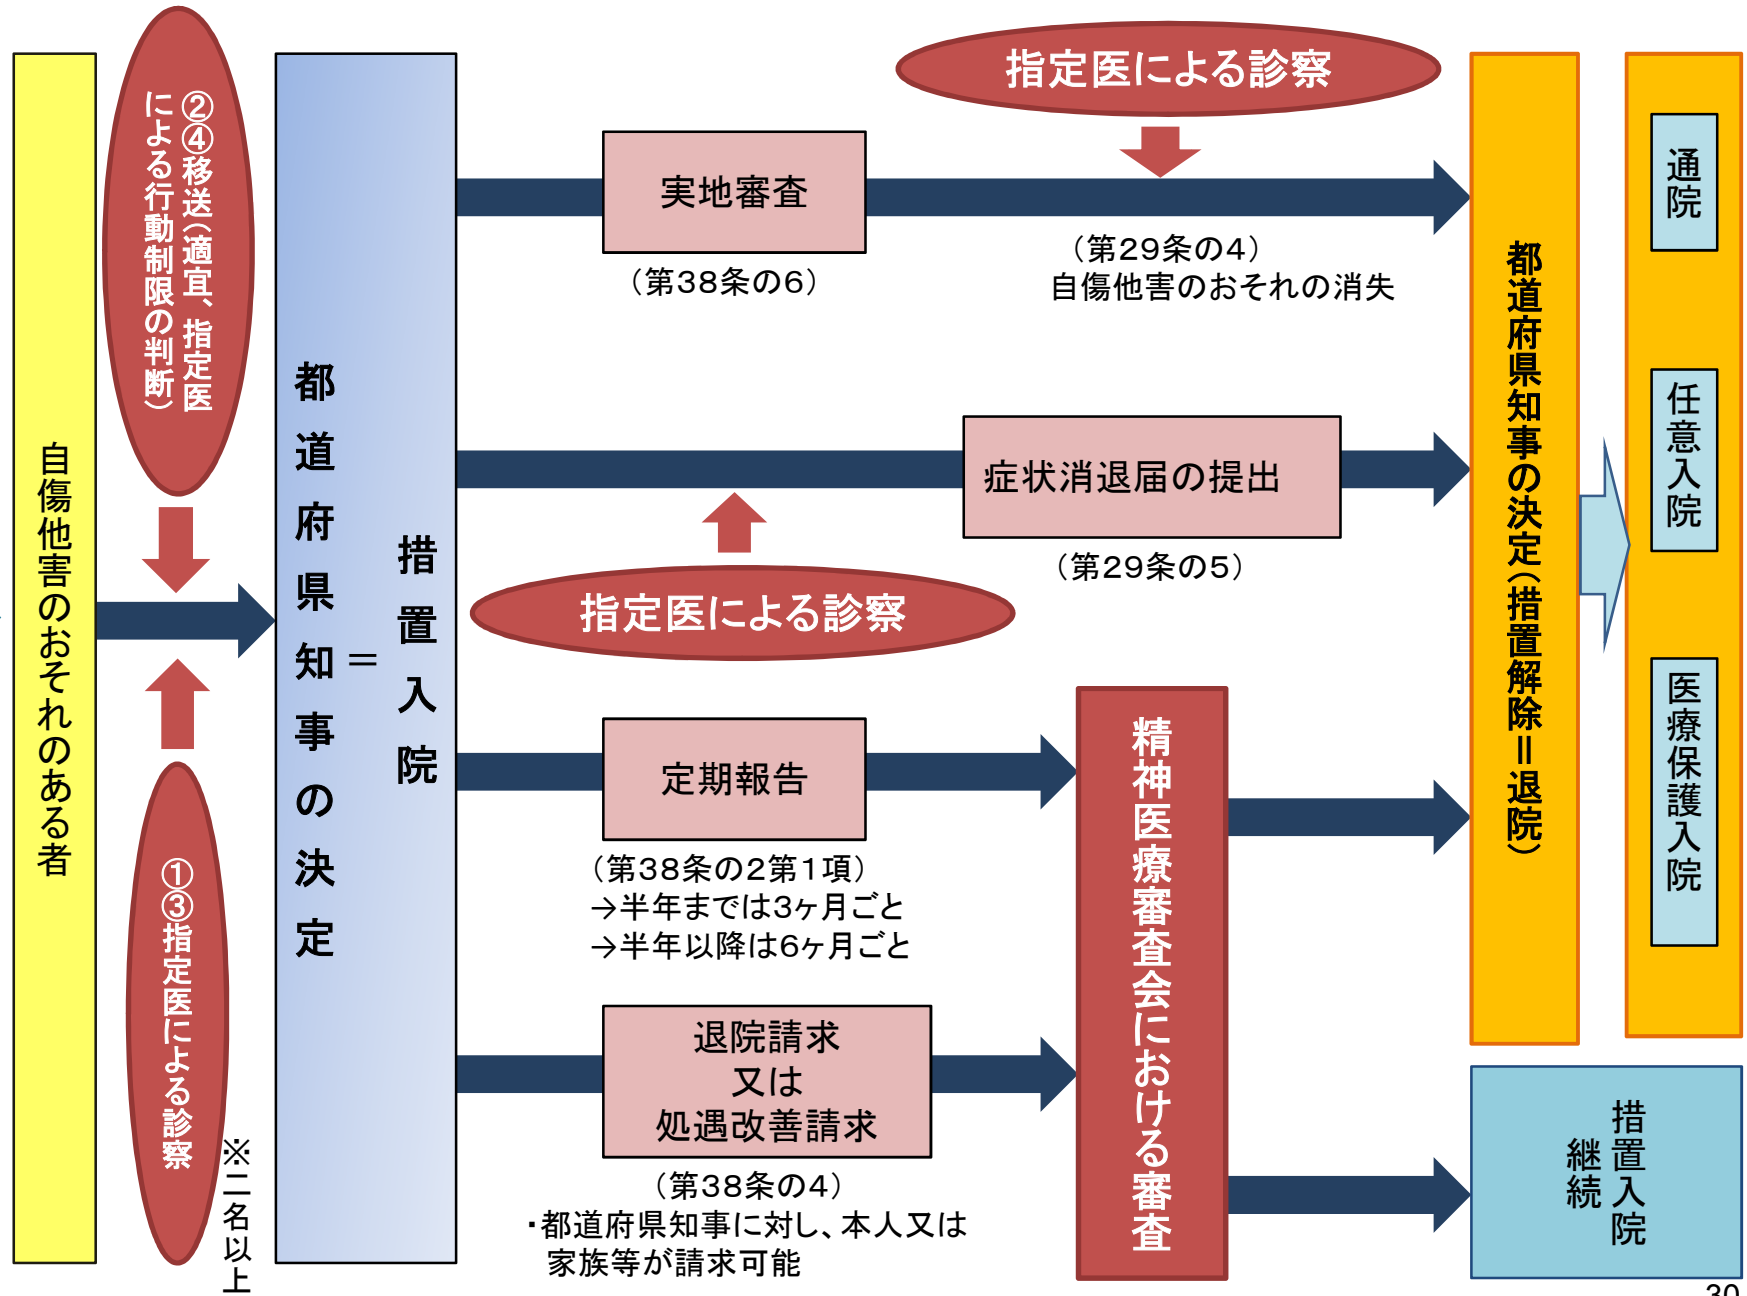 自傷他害のおそれのある者
②④移送(適宜、指定医
による行動制限の判断)
①③指定医による診察
※二名以上
都道府県知事の決定
＝
措置入院
指定医による診察
実地審査
(第38条の6)
(第29条の4)
自傷他害のおそれの消失
症状消退届の提出
(第29条の5)
指定医による診察
定期報告
(第38条の2第1項)
→半年までは3ヶ月ごと
→半年以降は6ヶ月ごと
退院請求
又は
処遇改善請求
(第38条の4)
・都道府県知事に対し、本人又は
家族等が請求可能
精神医療審査会における審査
都道府県知事の決定(措置解除＝退院)
通院
任意入院
医療保護入院
措置入院
継続
30